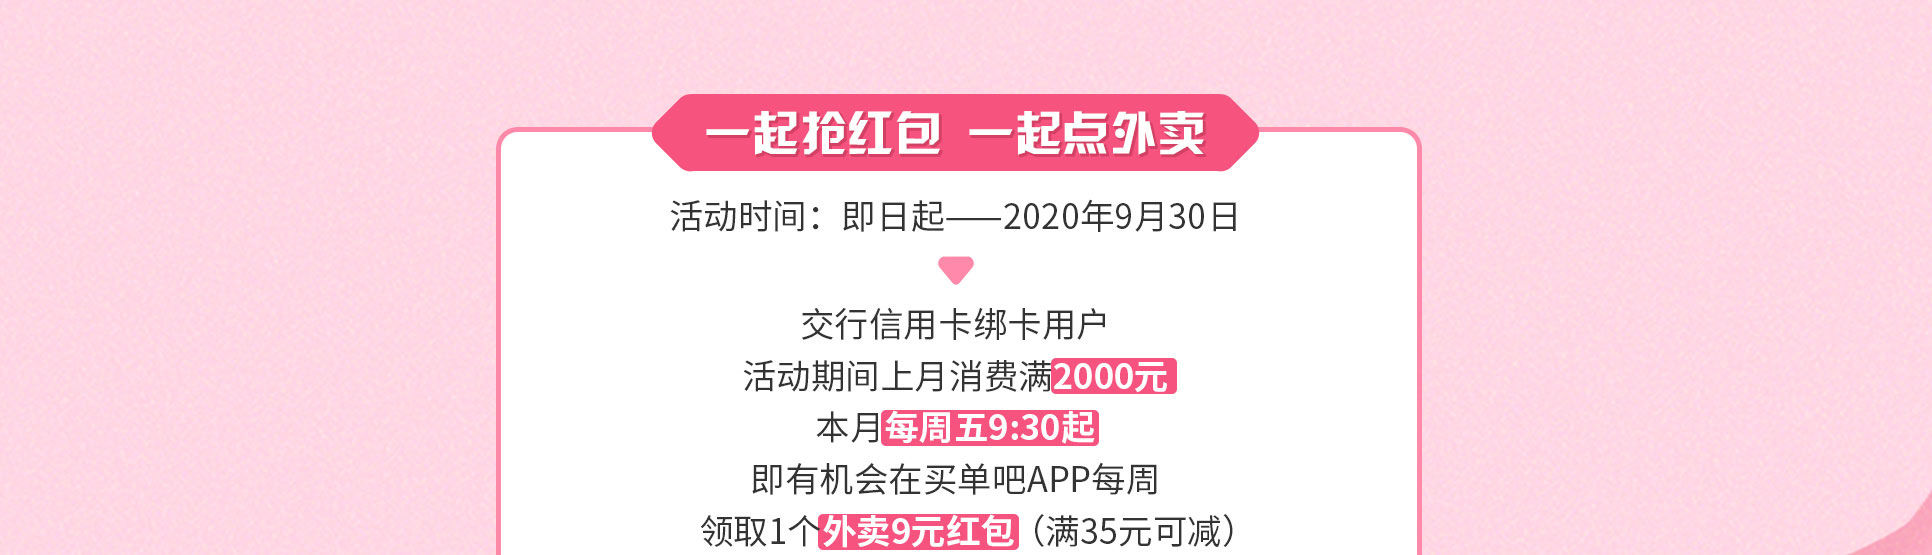 一起抢红包 一起点外卖
活动时间：即日起——2020年9月30日
交行信用卡绑卡用户
活动期间上月消费满2000元
本月每周五9:30起
即有机会在买单吧APP每周
领取1个外卖9元红包（满35元可减）